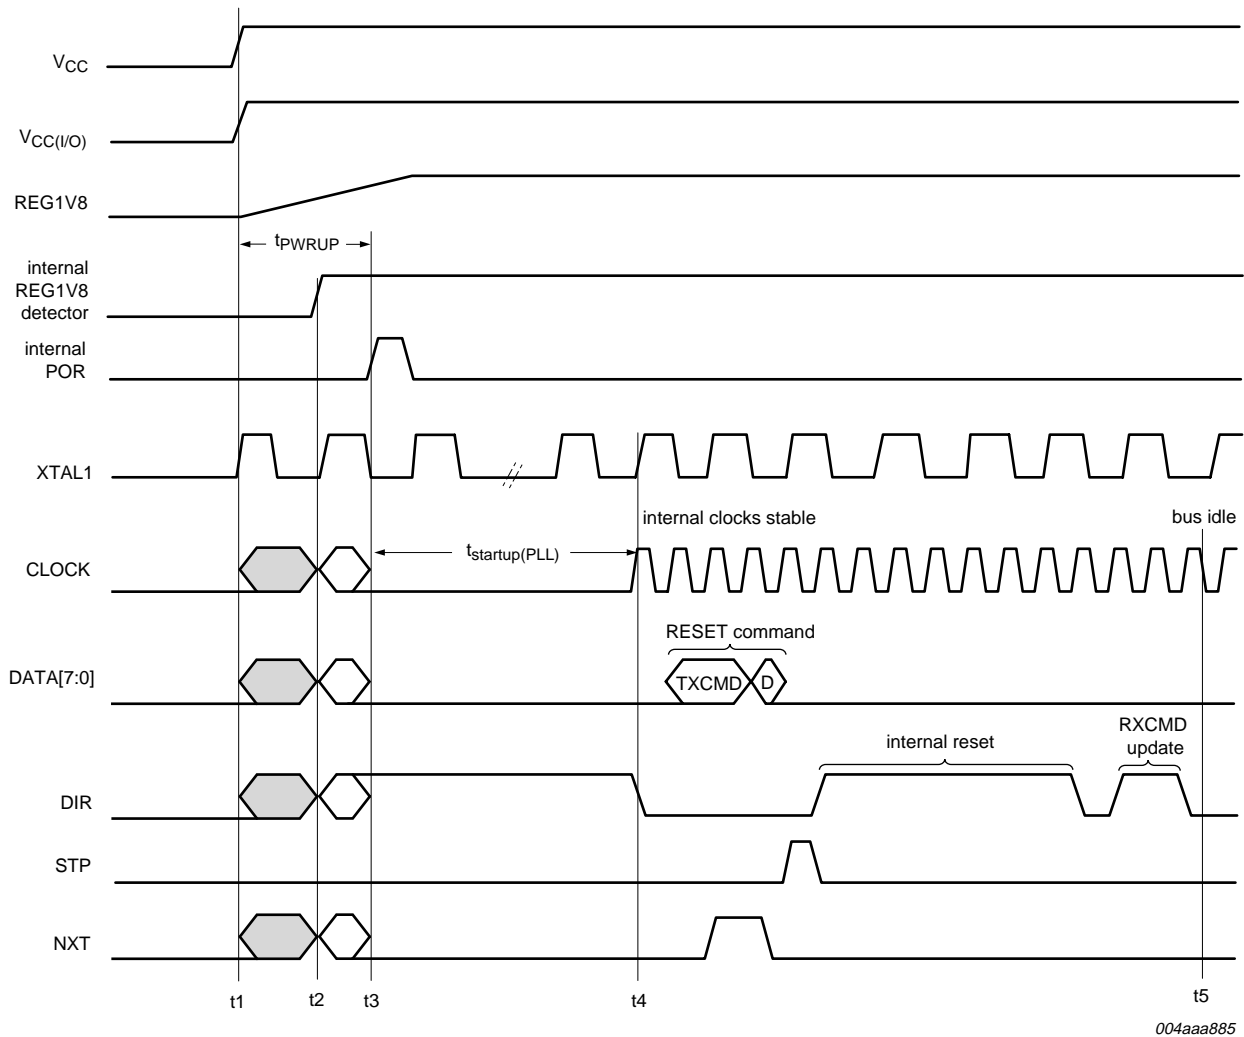 VCC
VCC(I/O)
REG1V8
tPWRUP
internal
REG1V8
detector
internal
POR
XTAL1
internal clocks stable
bus idle
CLOCK
tstartup(PLL)
RESET command
DATA[7:0]
TXCMD
D
RXCMD
update
internal reset
DIR
STP
NXT
t1
t2
t3
t4
t5
004aaa885